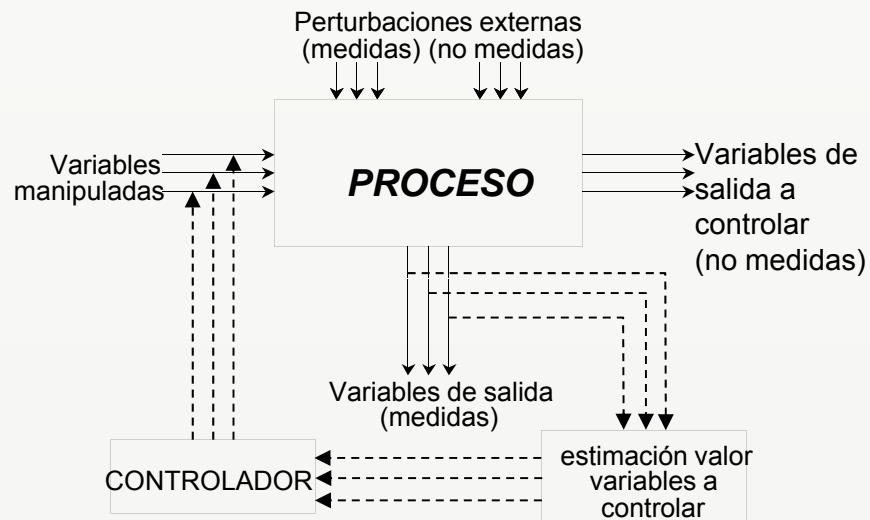 Perturbaciones externas
(medidas) (no medidas)
Variables
manipuladas
PROCESO
Variables de
salida a
controlar
(no medidas)
Variables de salida
(medidas)
CONTROLADOR
estimación valor
variables a
controlar